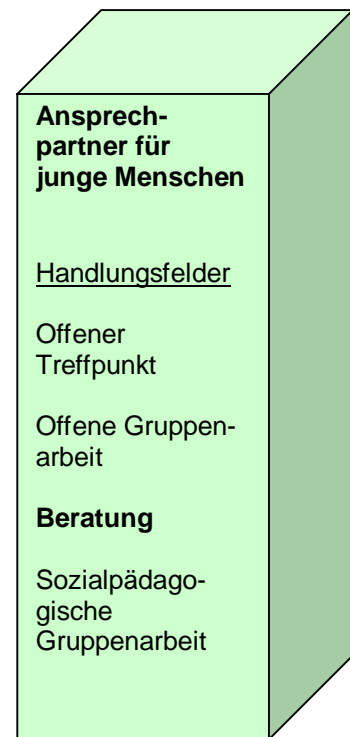 Ansprech-
partner für
junge Menschen
Handlungsfelder
Offener
Treffpunkt
Offene Gruppen-
arbeit
Beratung
Sozialpädago-
gische
Gruppenarbeit